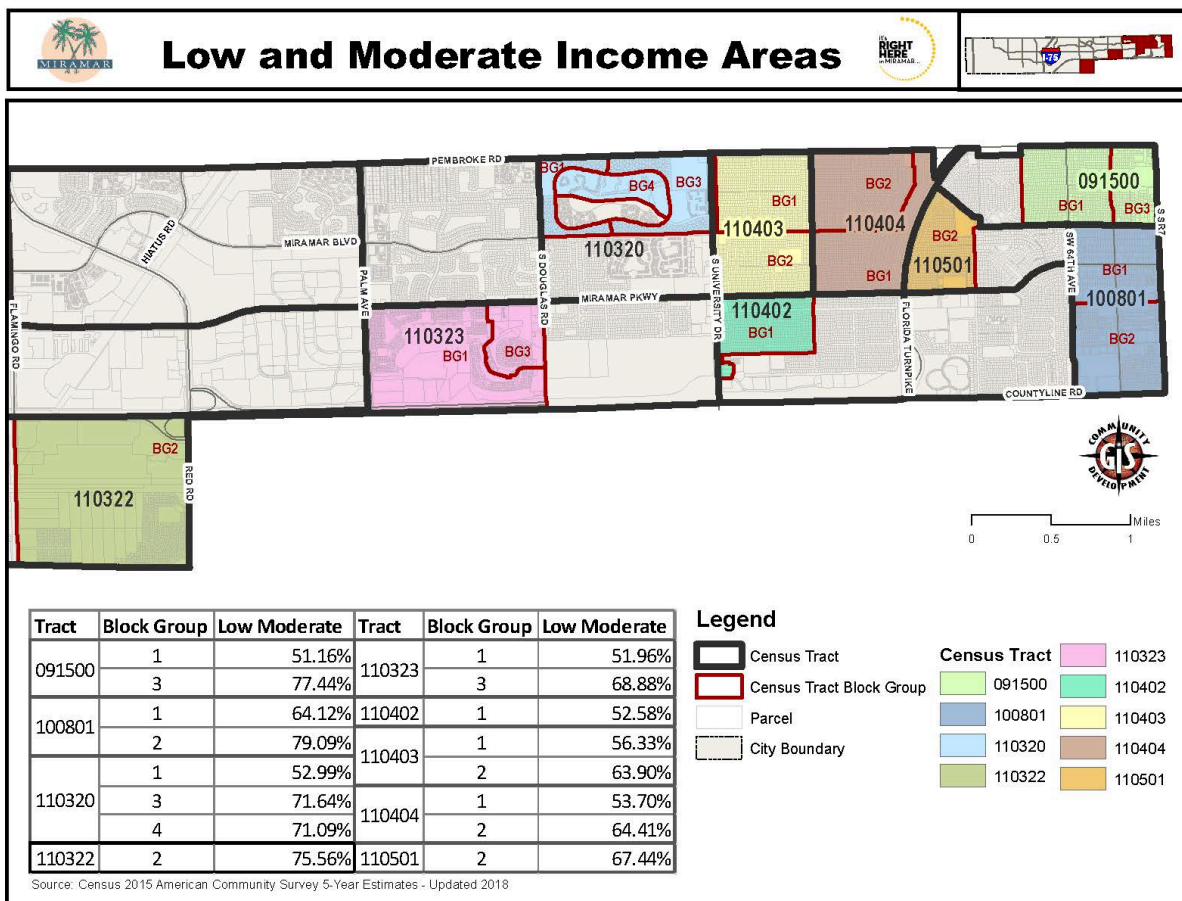 MIRAMAR
Low and Moderate Income Areas
It's
RIGHT
HERE
in MIRAMAR...
75
PEMBROKE RD
HIATUS RD
MIRAMAR BLVD
PALM AVE
S DOUGLAS RD
MIRAMAR PKWY
S UNIVERSITY DR
FLORIDA TURNPIKE
SW 64TH AVE
S SR7
FLAMINGO RD
RED RD
COUNTYLINE RD
BG1
BG4
BG3
110320
BG1
110403
BG2
BG2
110404
BG1
BG2
110501
091500
BG1
BG3
BG1
100801
BG2
110402
BG1
110323
BG1
BG3
BG2
110322
COMMUNITY
GIS
DEVELOPMENT
Miles
0 0.5 1
Tract Block Group Low Moderate Tract Block Group Low Moderate
091500 1 51.16% 110323 1 51.96%
3 77.44% 3 68.88%
100801 1 64.12% 110402 1 52.58%
2 79.09% 110403 1 56.33%
110320 1 52.99% 2 63.90%
3 71.64% 110404 1 53.70%
4 71.09% 2 64.41%
110322 2 75.56% 110501 2 67.44%
Source: Census 2015 American Community Survey 5-Year Estimates - Updated 2018
Legend
Census Tract
Census Tract Block Group
Parcel
City Boundary
Census Tract
091500
100801
110320
110322
110323
110402
110403
110404
110501